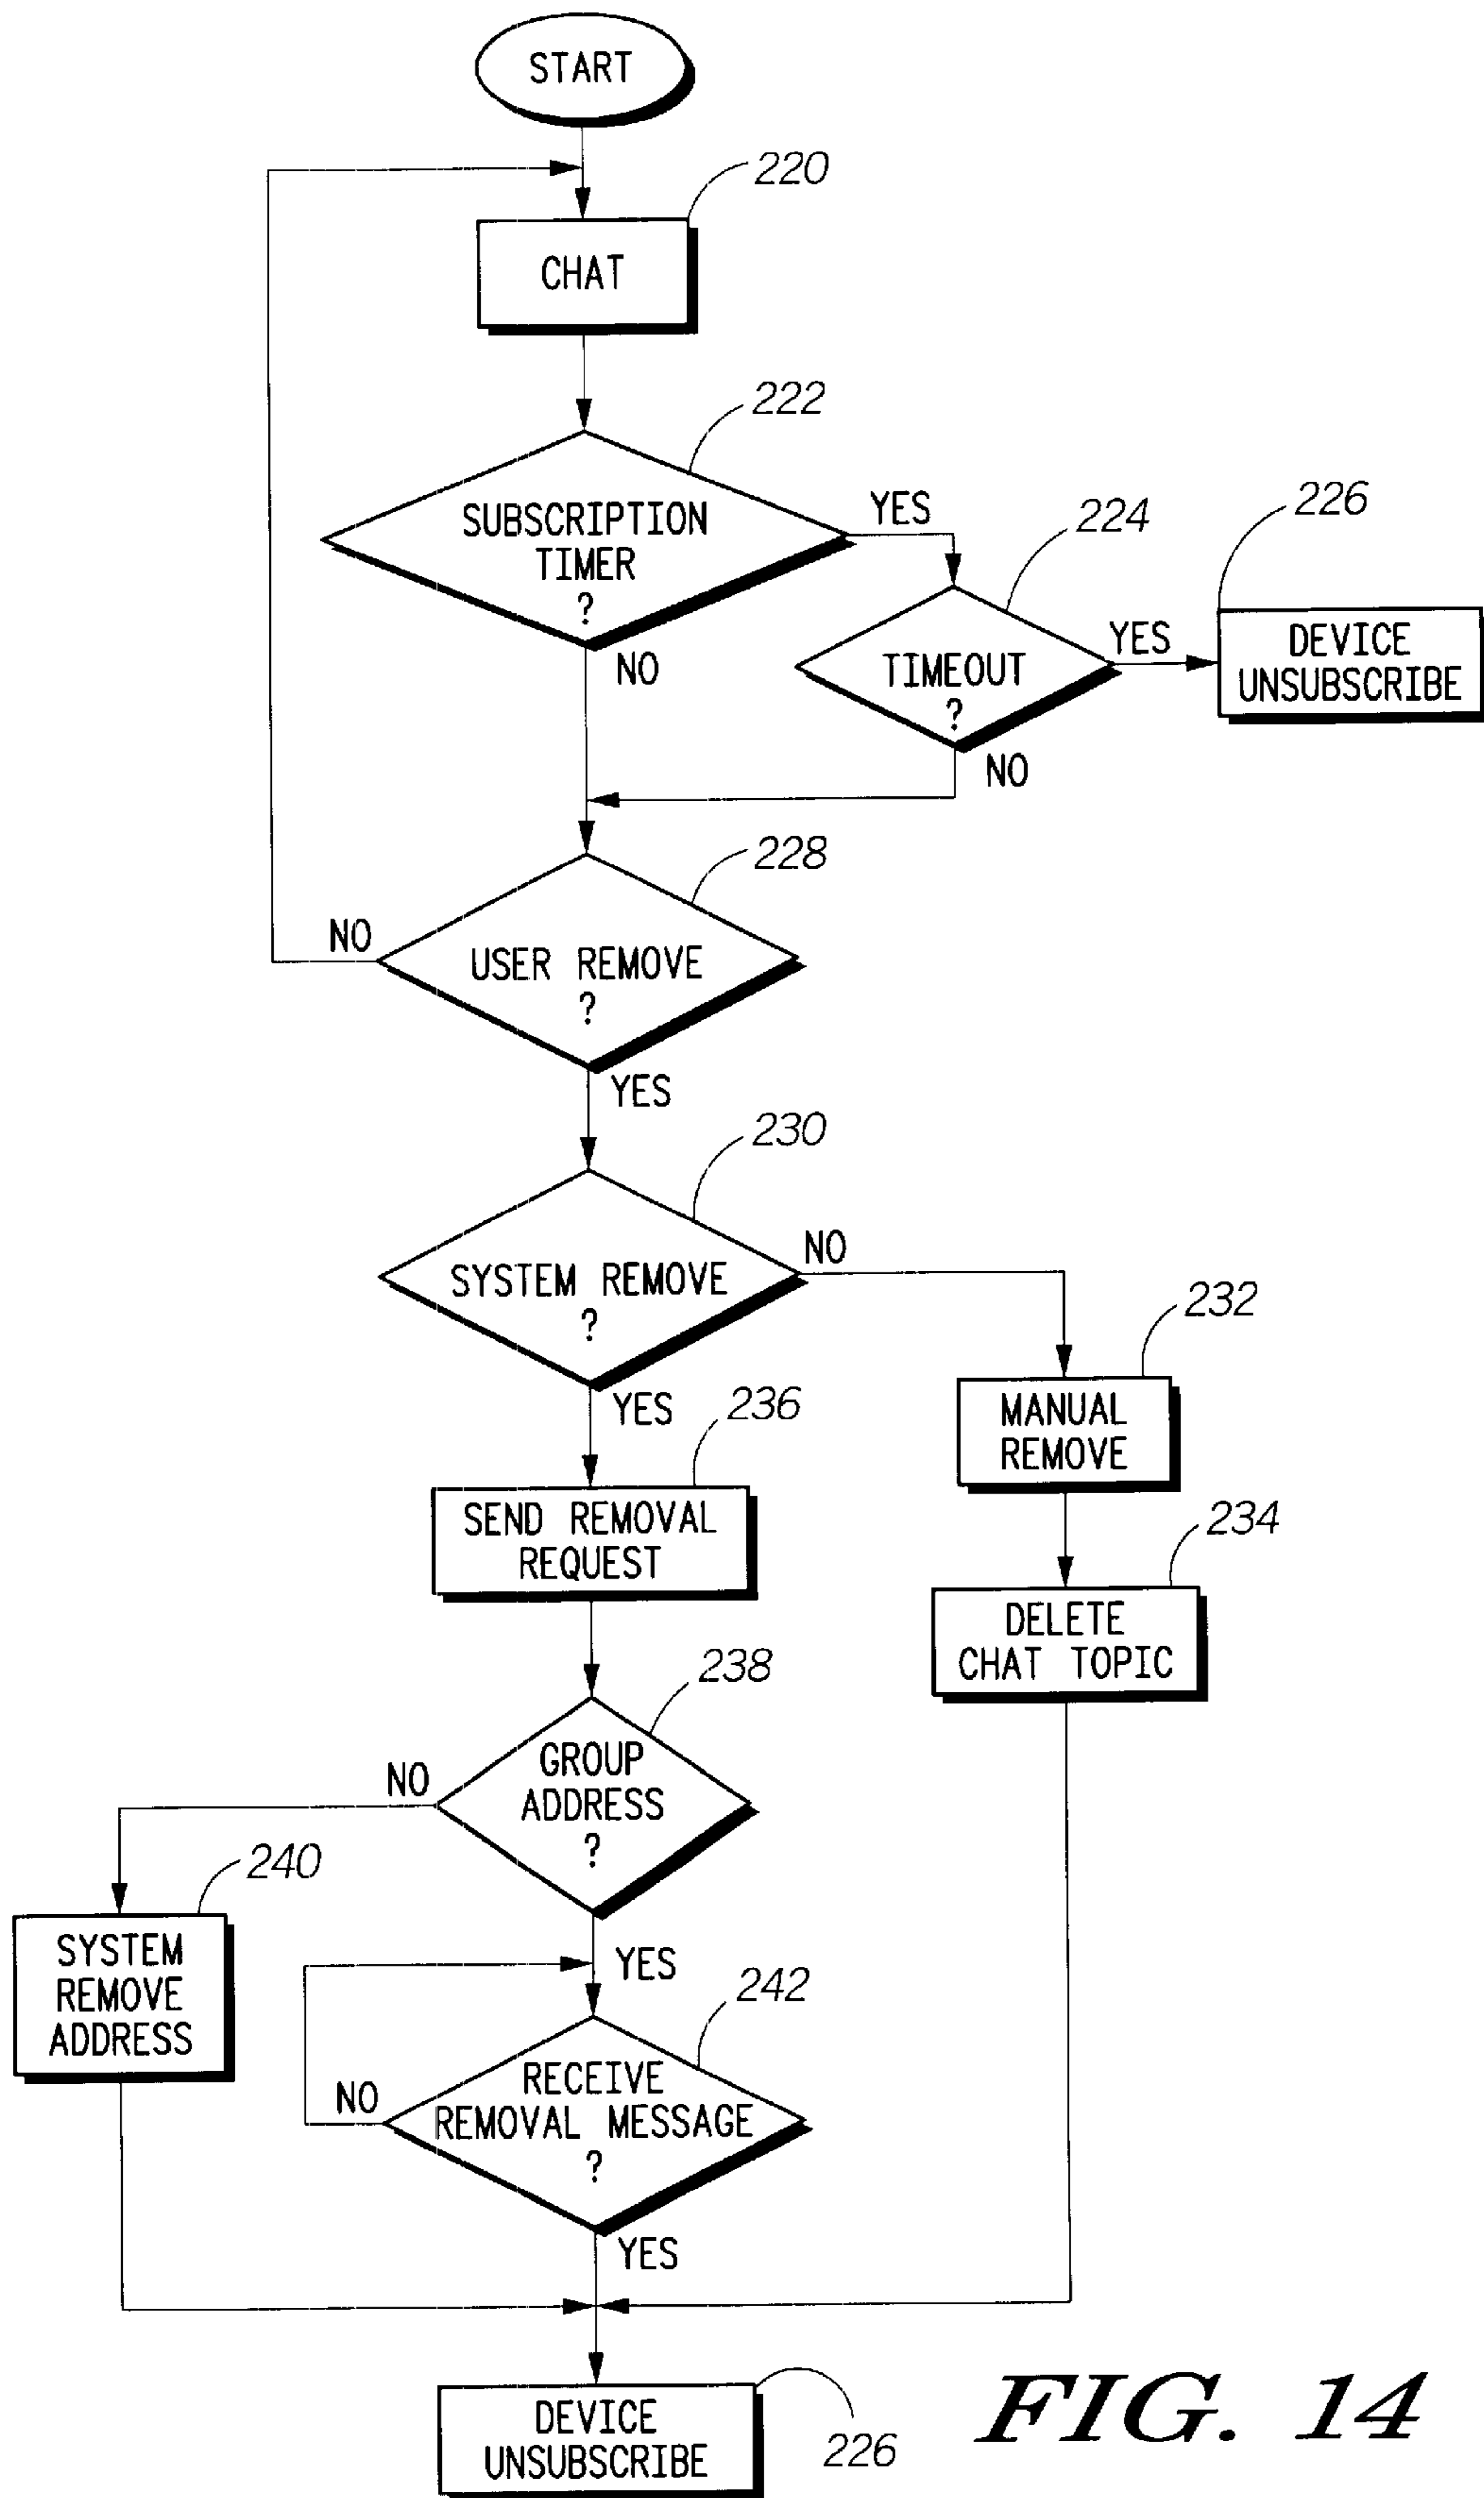 START
220
CHAT
222
SUBSCRIPTION
TIMER
?
YES
NO
224
TIMEOUT
?
YES
NO
226
DEVICE
UNSUBSCRIBE
228
USER REMOVE
?
NO
YES
230
SYSTEM REMOVE
?
NO
YES
232
MANUAL
REMOVE
234
DELETE
CHAT TOPIC
236
SEND REMOVAL
REQUEST
238
GROUP
ADDRESS
?
NO
YES
240
SYSTEM
REMOVE
ADDRESS
242
RECEIVE
REMOVAL MESSAGE
?
NO
YES
DEVICE
UNSUBSCRIBE
226
FIG. 14